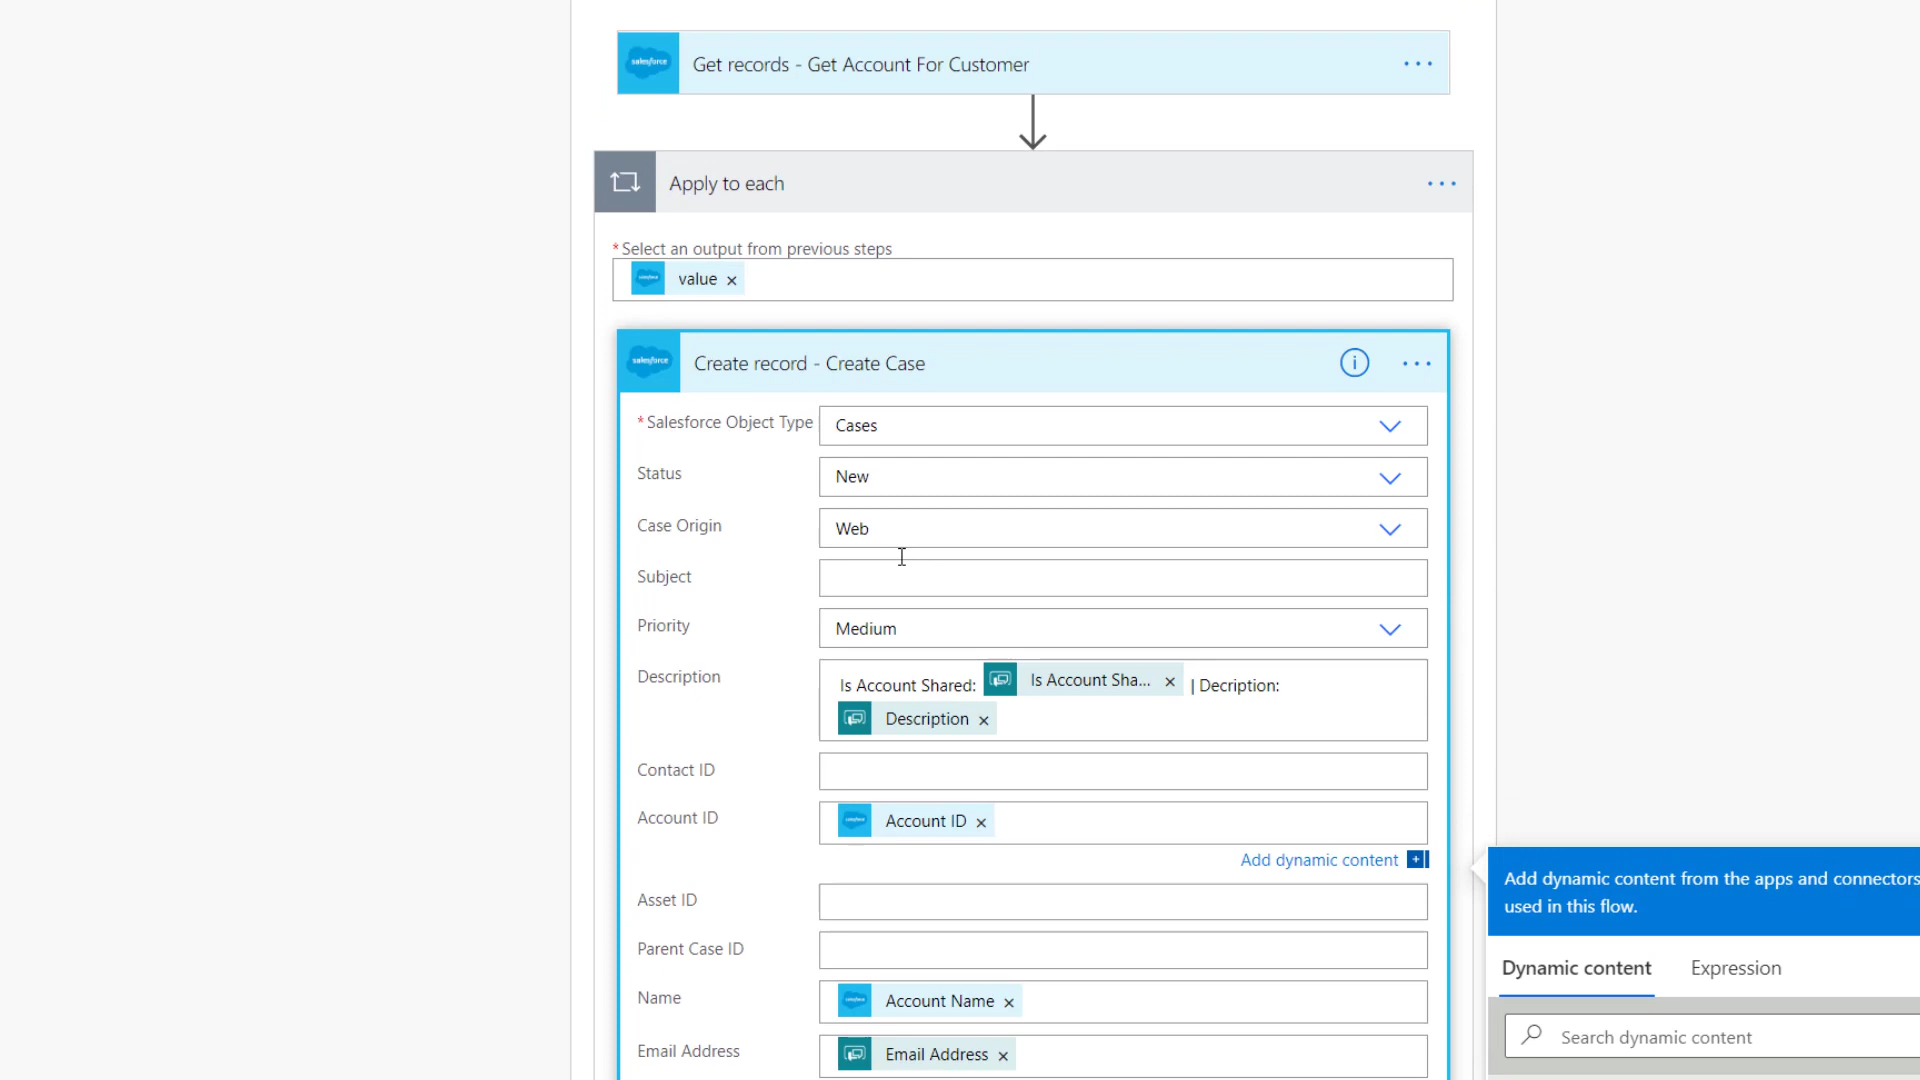 salesforce
Get records - Get Account For Customer
Apply to each
* Select an output from previous steps
value
salesforce
Create record - Create Case
* Salesforce Object Type
Cases
Status
New
Case Origin
Web
Subject
Priority
Medium
Description
Is Account Shared: Is Account Sha... | Decription:
Description
Contact ID
Account ID
Account ID
Add dynamic content
Asset ID
Parent Case ID
Name
Account Name
Email Address
Email Address
Add dynamic content from the apps and connectors
used in this flow.
Dynamic content
Expression
Search dynamic content